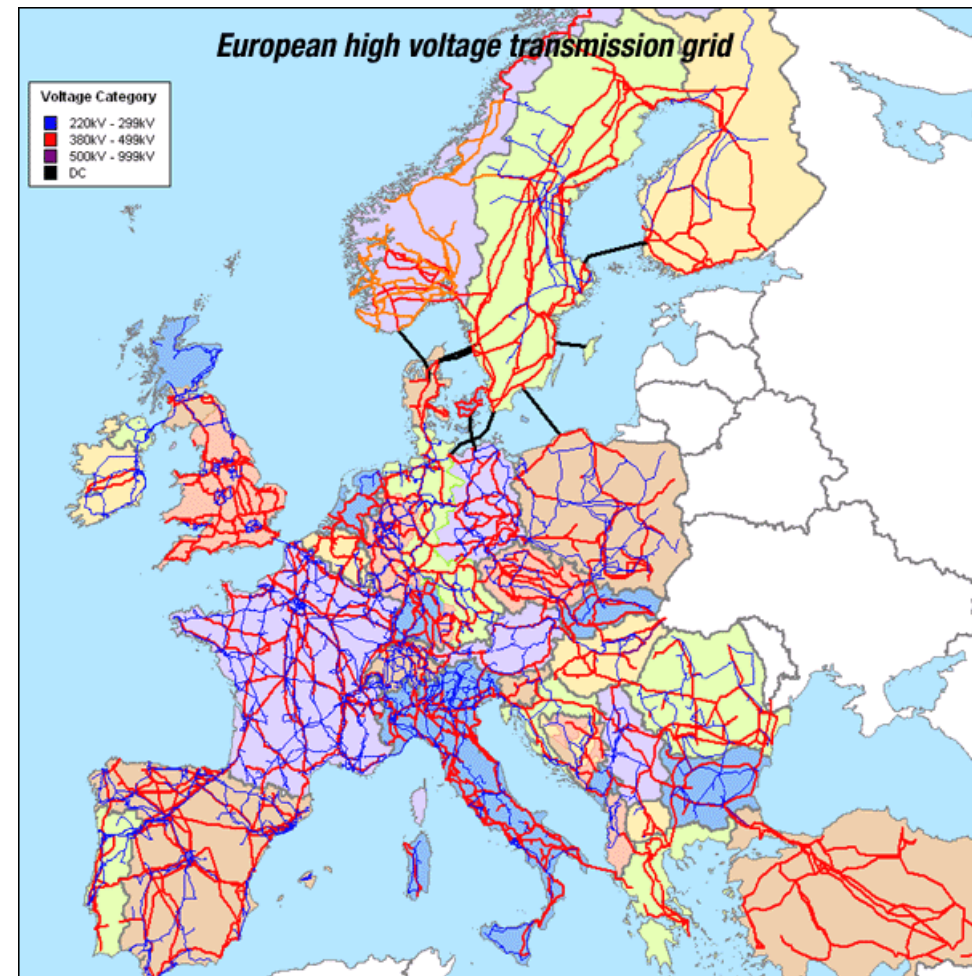 European high voltage transmission grid
Voltage Category
220kV - 299kV
380kV - 499kV
500kV - 999kV
DC